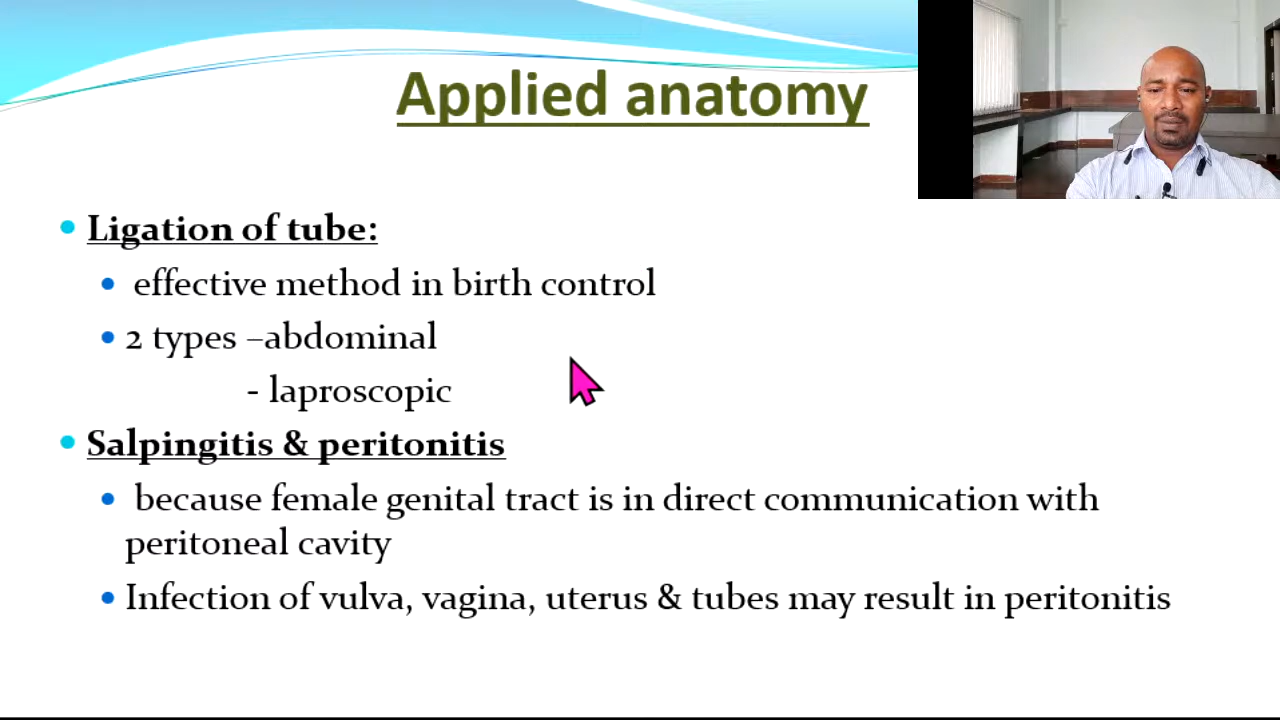 Applied anatomy
Ligation of tube:
effective method in birth control
2 types –abdominal
- laproscopic
Salpingitis & peritonitis
because female genital tract is in direct communication with
peritoneal cavity
Infection of vulva, vagina, uterus & tubes may result in peritonitis